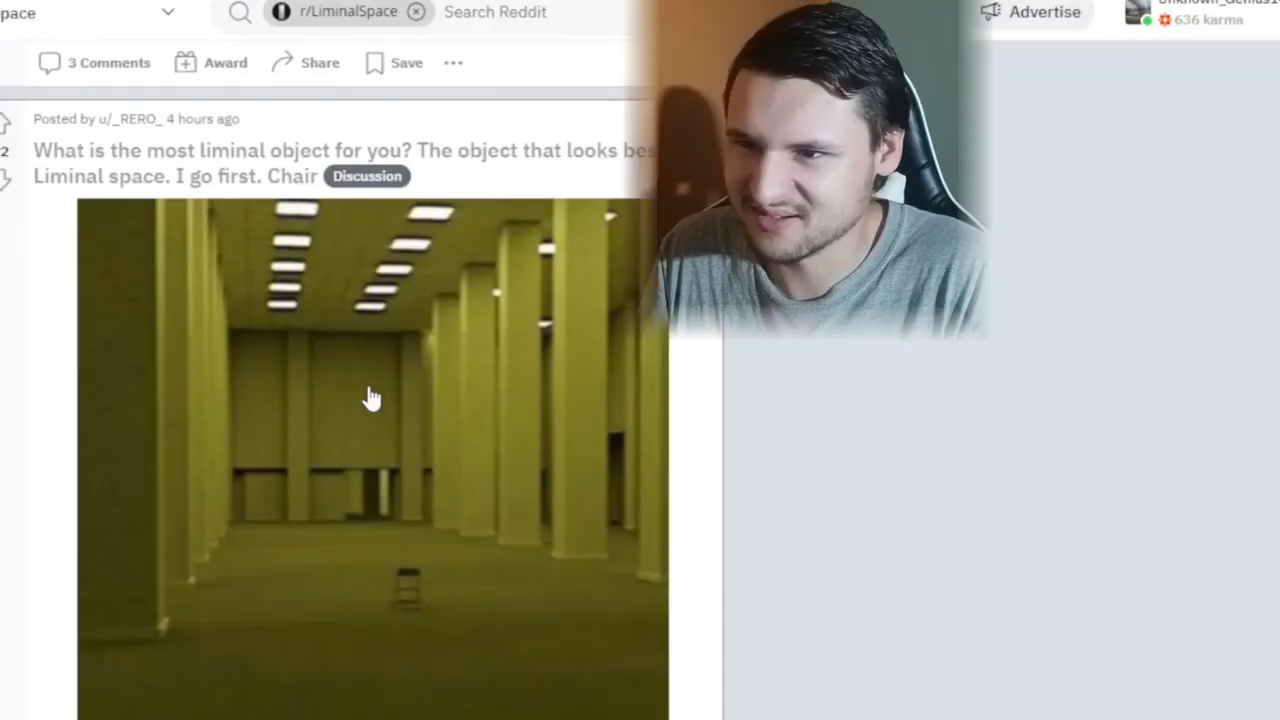 pace
r/LiminalSpace
Search Reddit
Advertise
636 karma
3 Comments
Award
Share
Save
Posted by u/_RERO_ 4 hours ago
2
What is the most liminal object for you? The object that looks
Liminal space. I go first. Chair Discussion